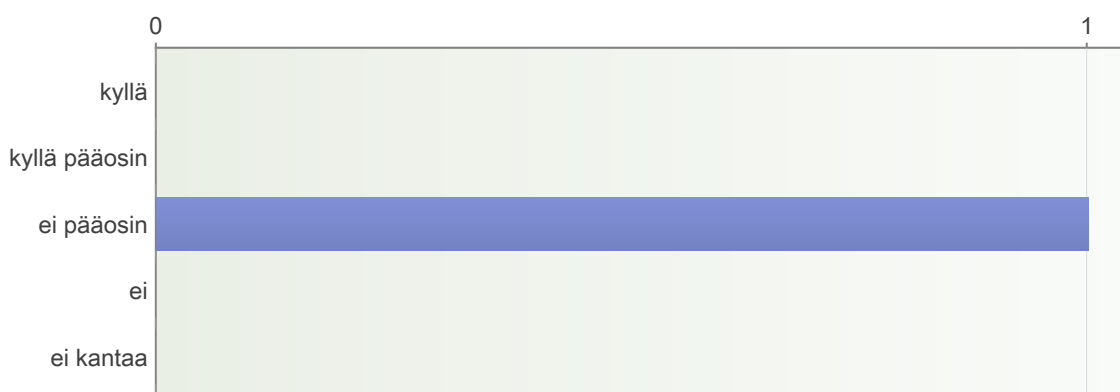 0 1
kyllä
kyllä pääosin
ei pääosin
ei
ei kantaa